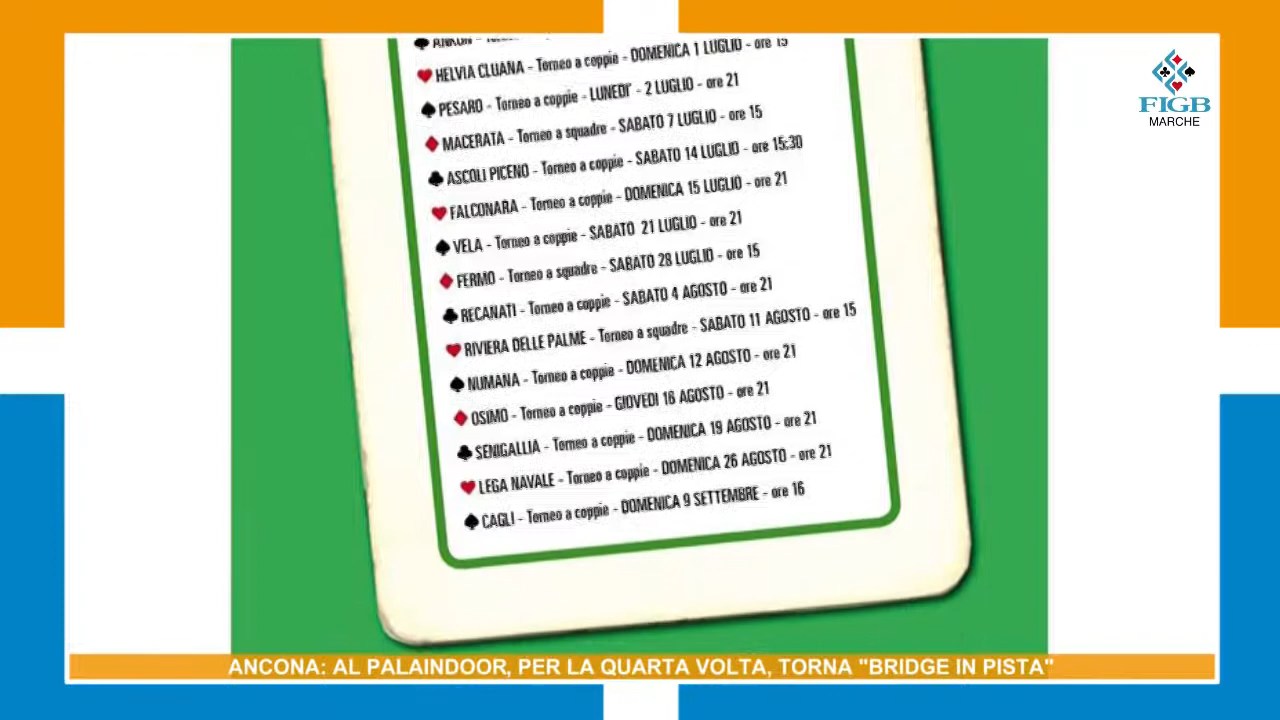 ANKON -
HELVIA CLUANA - Torneo a coppie - DOMENICA 1 LUGLIO - ore 15
PESARO - Torneo a coppie - LUNEDI' - 2 LUGLIO - ore 21
MACERATA - Torneo a squadre - SABATO 7 LUGLIO - ore 15
ASCOLI PICENO - Torneo a coppie - SABATO 14 LUGLIO - ore 15:30
FALCONARA - Torneo a coppie - DOMENICA 15 LUGLIO - ore 21
VELA - Torneo a coppie - SABATO 21 LUGLIO - ore 21
FERMO - Torneo a squadre - SABATO 28 LUGLIO - ore 15
RECANATI - Torneo a coppie - SABATO 4 AGOSTO - ore 21
RIVIERA DELLE PALME - Torneo a squadre - SABATO 11 AGOSTO - ore 15
NUMANA - Torneo a coppie - DOMENICA 12 AGOSTO - ore 21
OSIMO - Torneo a coppie - GIOVEDI 16 AGOSTO - ore 21
SENIGALLIA - Torneo a coppie - DOMENICA 19 AGOSTO - ore 21
LEGA NAVALE - Torneo a coppie - DOMENICA 26 AGOSTO - ore 21
CAGLI - Torneo a coppie - DOMENICA 9 SETTEMBRE - ore 16
FIGB
MARCHE
ANCONA: AL PALAINDOOR, PER LA QUARTA VOLTA, TORNA "BRIDGE IN PISTA"